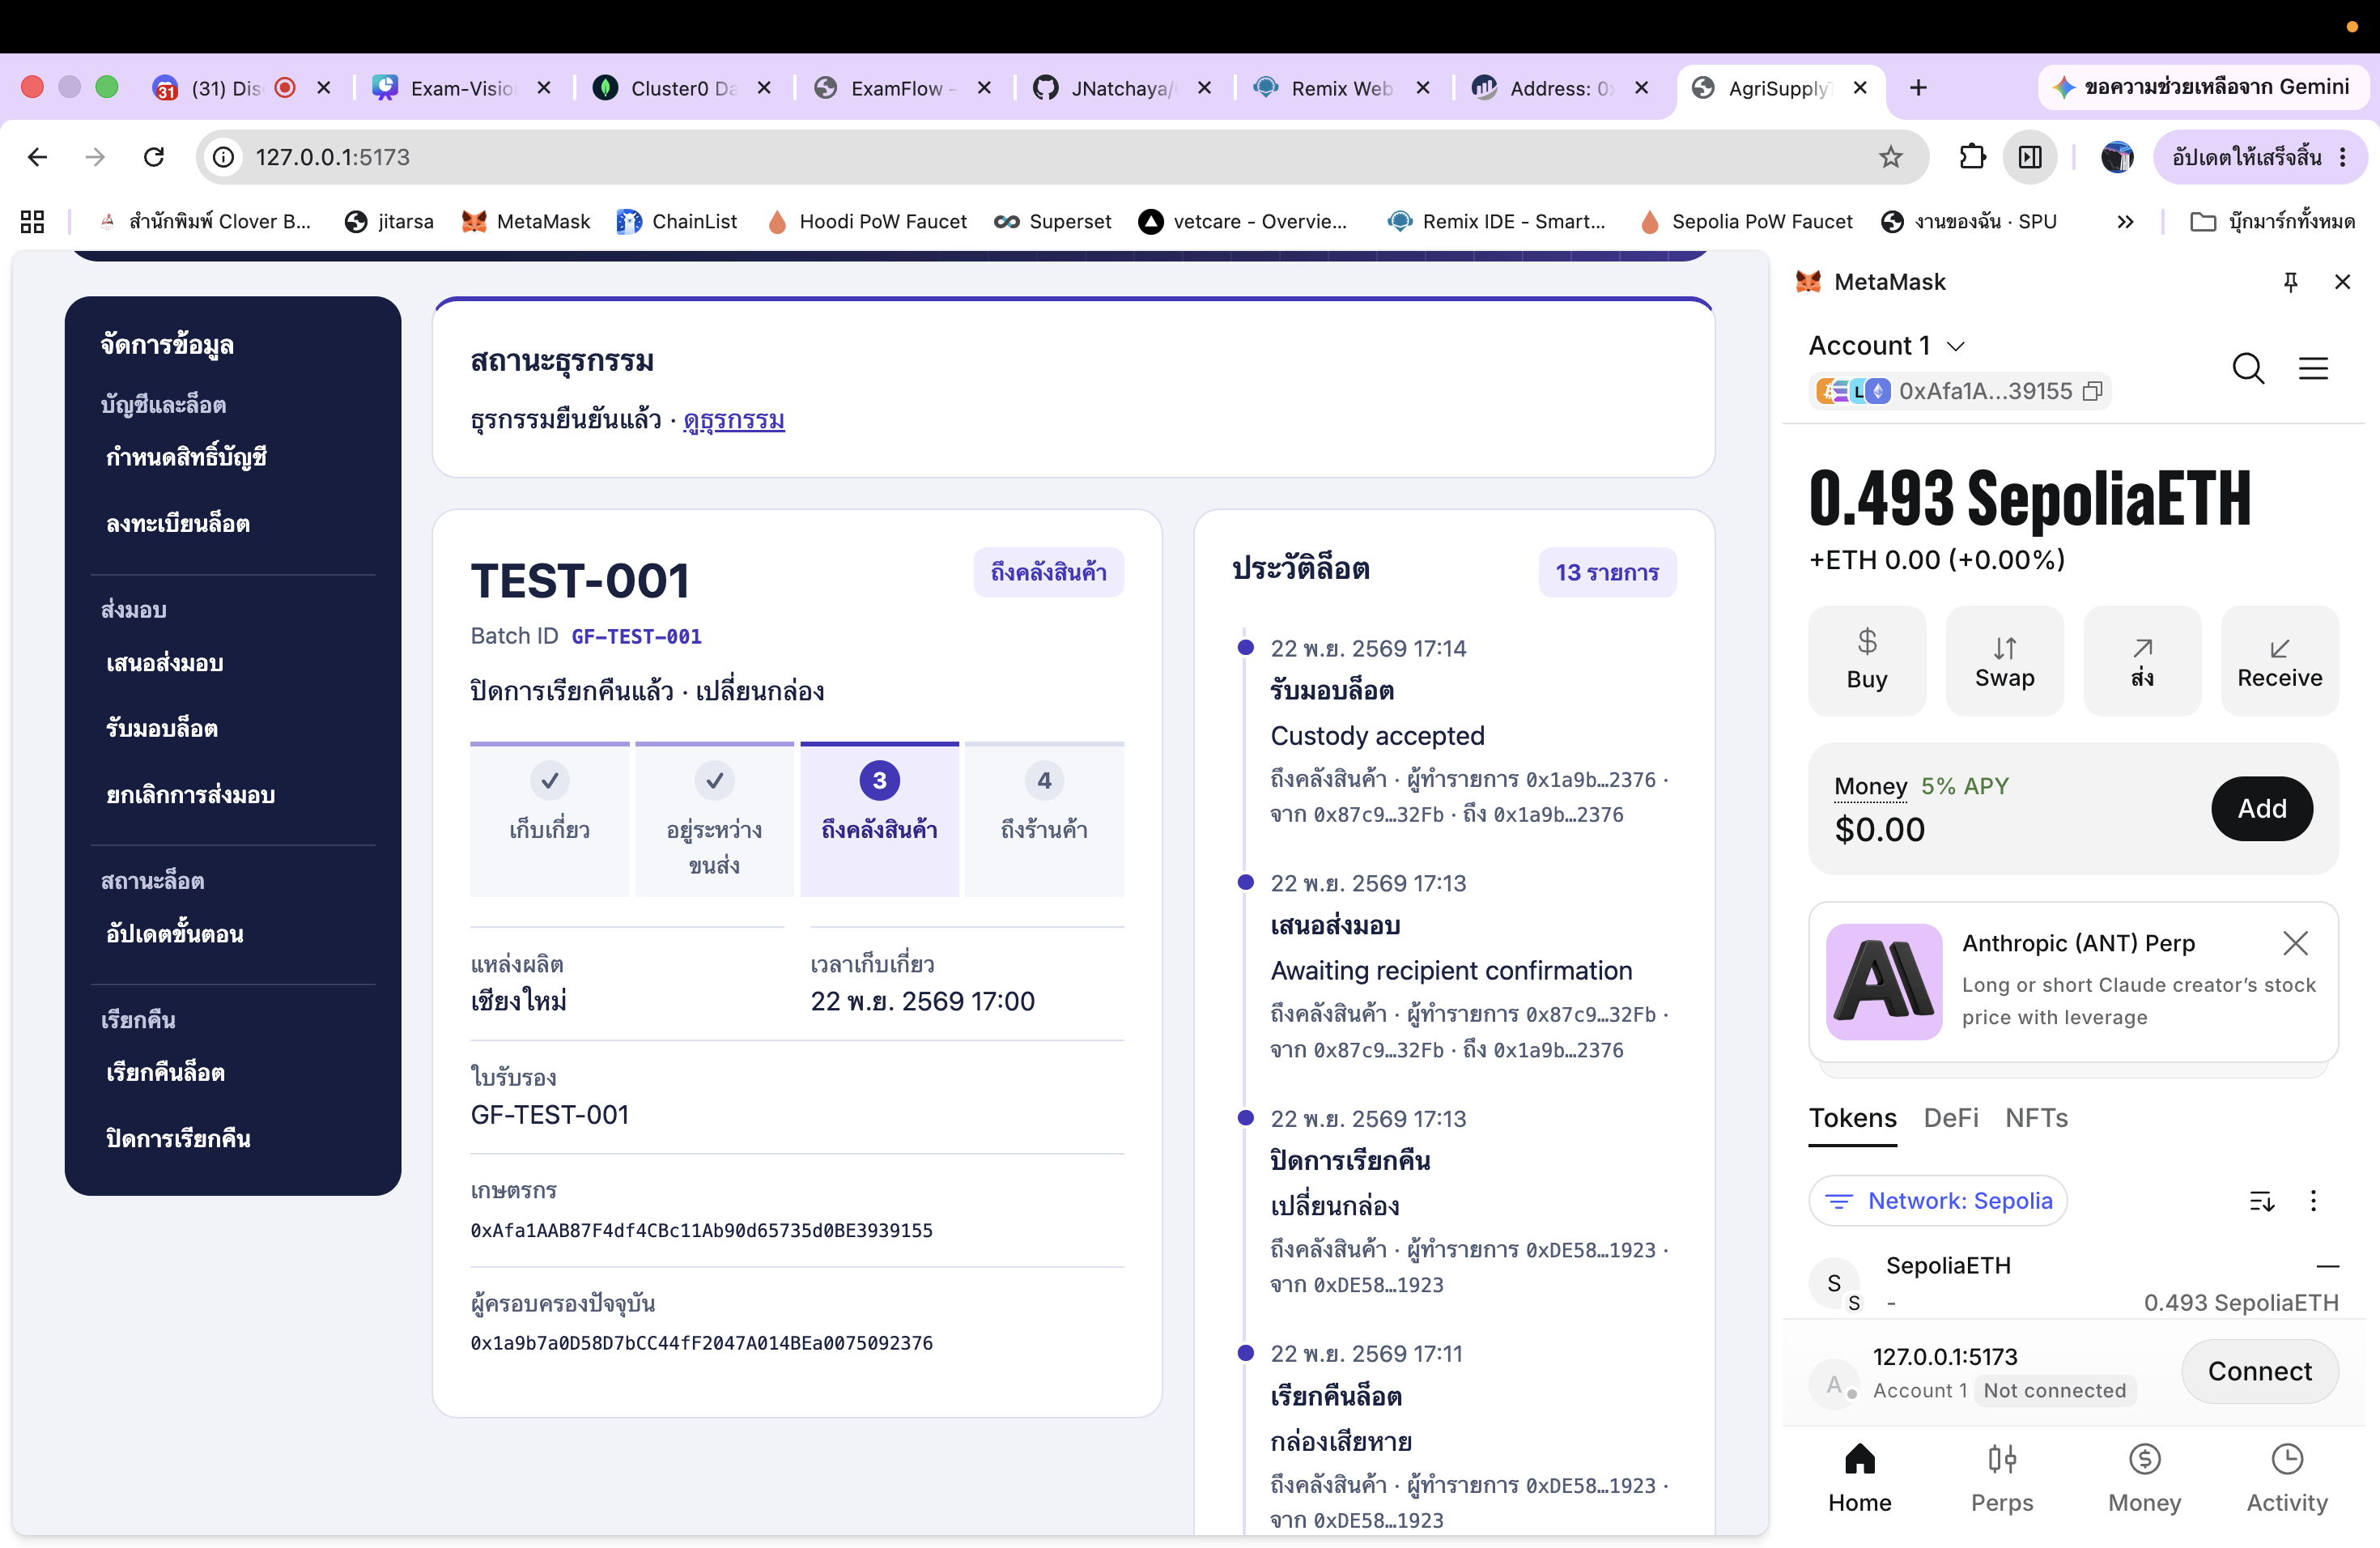 (31) Dis
Exam-Visio
Cluster0 Da
ExamFlow -
JNatchaya/
Remix Web
Address: 0x
AgriSupplyT
ขอความช่วยเหลือจาก Gemini
127.0.0.1:5173
อัปเดตให้เสร็จสิ้น
สำนักพิมพ์ Clover B...
jitarsa
MetaMask
ChainList
Hoodi PoW Faucet
Superset
vetcare - Overvie...
Remix IDE - Smart...
Sepolia PoW Faucet
งานของฉัน · SPU
บุ๊กมาร์กทั้งหมด
จัดการข้อมูล
บัญชีและล็อต
กำหนดสิทธิ์บัญชี
ลงทะเบียนล็อต
ส่งมอบ
เสนอส่งมอบ
รับมอบล็อต
ยกเลิกการส่งมอบ
สถานะล็อต
อัปเดตขั้นตอน
เรียกคืน
เรียกคืนล็อต
ปิดการเรียกคืน
สถานะธุรกรรม
ธุรกรรมยืนยันแล้ว · ดูธุรกรรม
TEST-001
ถึงคลังสินค้า
Batch ID GF-TEST-001
ปิดการเรียกคืนแล้ว · เปลี่ยนกล่อง
เก็บเกี่ยว
อยู่ระหว่าง
ขนส่ง
3
ถึงคลังสินค้า
4
ถึงร้านค้า
แหล่งผลิต
เชียงใหม่
เวลาเก็บเกี่ยว
22 พ.ย. 2569 17:00
ใบรับรอง
GF-TEST-001
เกษตรกร
0xAfa1AAB87F4df4CBc11Ab90d65735d0BE3939155
ผู้ครอบครองปัจจุบัน
0x1a9b7a0D58D7bCC44fF2047A014BEa0075092376
ประวัติล็อต
13 รายการ
22 พ.ย. 2569 17:14
รับมอบล็อต
Custody accepted
ถึงคลังสินค้า · ผู้ทำรายการ 0x1a9b…2376 ·
จาก 0x87c9…32Fb · ถึง 0x1a9b…2376
22 พ.ย. 2569 17:13
เสนอส่งมอบ
Awaiting recipient confirmation
ถึงคลังสินค้า · ผู้ทำรายการ 0x87c9…32Fb ·
จาก 0x87c9…32Fb · ถึง 0x1a9b…2376
22 พ.ย. 2569 17:13
ปิดการเรียกคืน
เปลี่ยนกล่อง
ถึงคลังสินค้า · ผู้ทำรายการ 0xDE58…1923 ·
จาก 0xDE58…1923
22 พ.ย. 2569 17:11
เรียกคืนล็อต
กล่องเสียหาย
ถึงคลังสินค้า · ผู้ทำรายการ 0xDE58…1923 ·
จาก 0xDE58…1923
MetaMask
Account 1
0xAfa1A...39155
0.493 SepoliaETH
+ETH 0.00 (+0.00%)
Buy
Swap
ส่ง
Receive
Money 5% APY
$0.00
Add
Anthropic (ANT) Perp
Long or short Claude creator's stock
price with leverage
Tokens
DeFi
NFTs
Network: Sepolia
S
S
SepoliaETH
—
-
0.493 SepoliaETH
A
127.0.0.1:5173
Account 1 Not connected
Connect
Home
Perps
Money
Activity